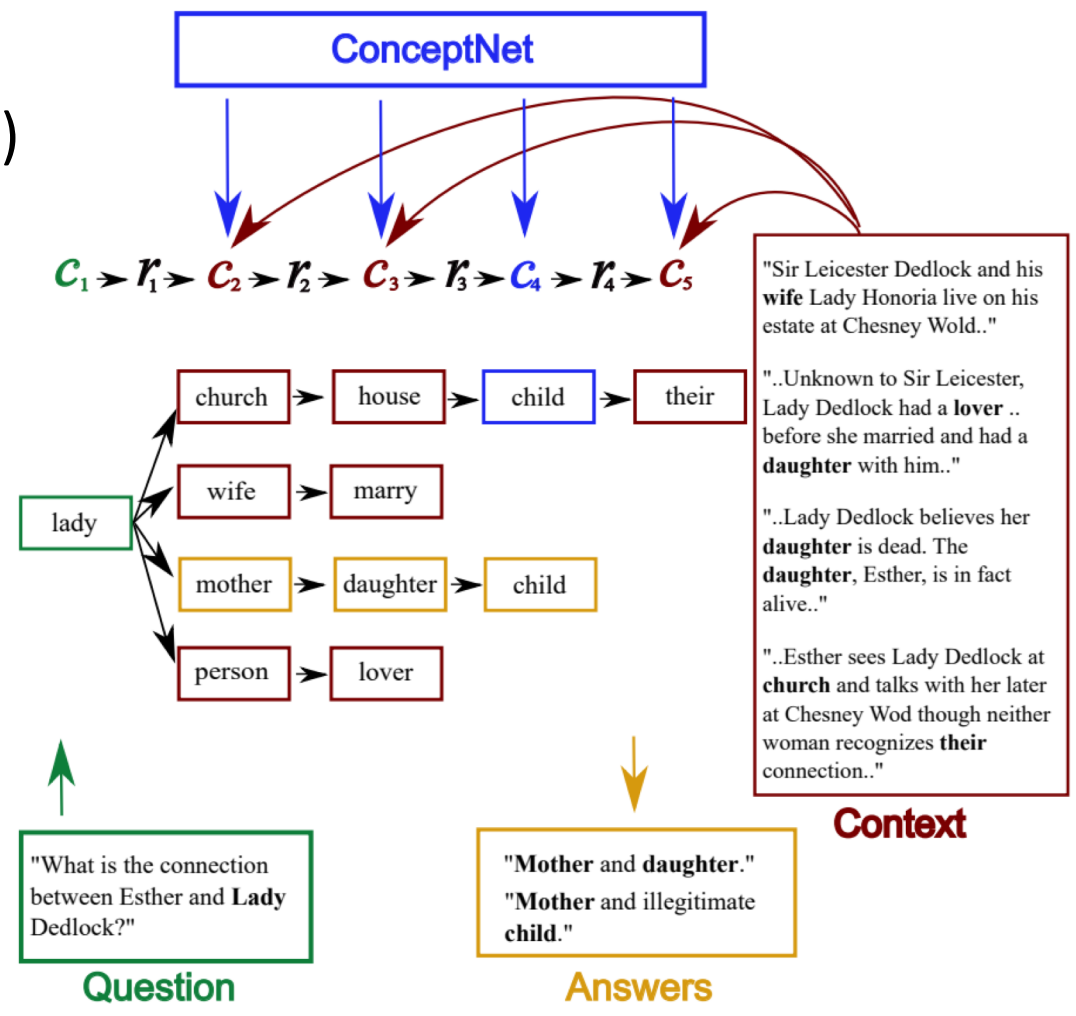 ConceptNet
)
c1 r1 c2 r2 c3 r3 c4 r4 c5
"Sir Leicester Dedlock and his
wife Lady Honoria live on his
estate at Chesney Wold.."
"..Unknown to Sir Leicester,
Lady Dedlock had a lover ..
before she married and had a
daughter with him.."
"..Lady Dedlock believes her
daughter is dead. The
daughter, Esther, is in fact
alive.."
"..Esther sees Lady Dedlock at
church and talks with her later
at Chesney Wod though neither
woman recognizes their
connection.."
Context
lady
church house child their
wife marry
mother daughter child
person lover
"What is the connection
between Esther and Lady
Dedlock?"
Question
"Mother and daughter."
"Mother and illegitimate
child."
Answers